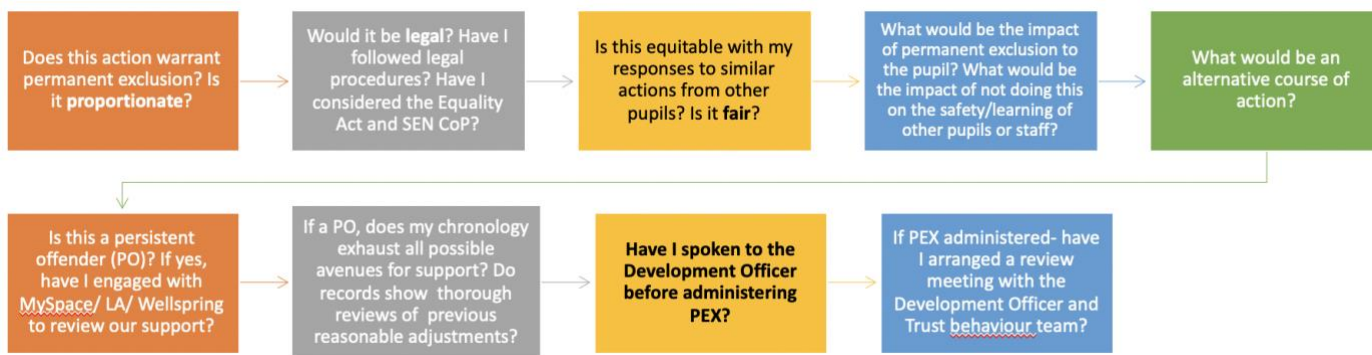 Does this action warrant
permanent exclusion? Is
it proportionate?
Would it be legal? Have I
followed legal
procedures? Have I
considered the Equality
Act and SEN CoP?
Is this equitable with my
responses to similar
actions from other
pupils? Is it fair?
What would be the impact
of permanent exclusion to
the pupil? What would be
the impact of not doing this
on the safety/learning of
other pupils or staff?
What would be an
alternative course of
action?
Is this a persistent
offender (PO)? If yes,
have I engaged with
MySpace/ LA/ Wellspring
to review our support?
If a PO, does my chronology
exhaust all possible
avenues for support? Do
records show thorough
reviews of previous
reasonable adjustments?
Have I spoken to the
Development Officer
before administering
PEX?
If PEX administered- have
I arranged a review
meeting with the
Development Officer and
Trust behaviour team?